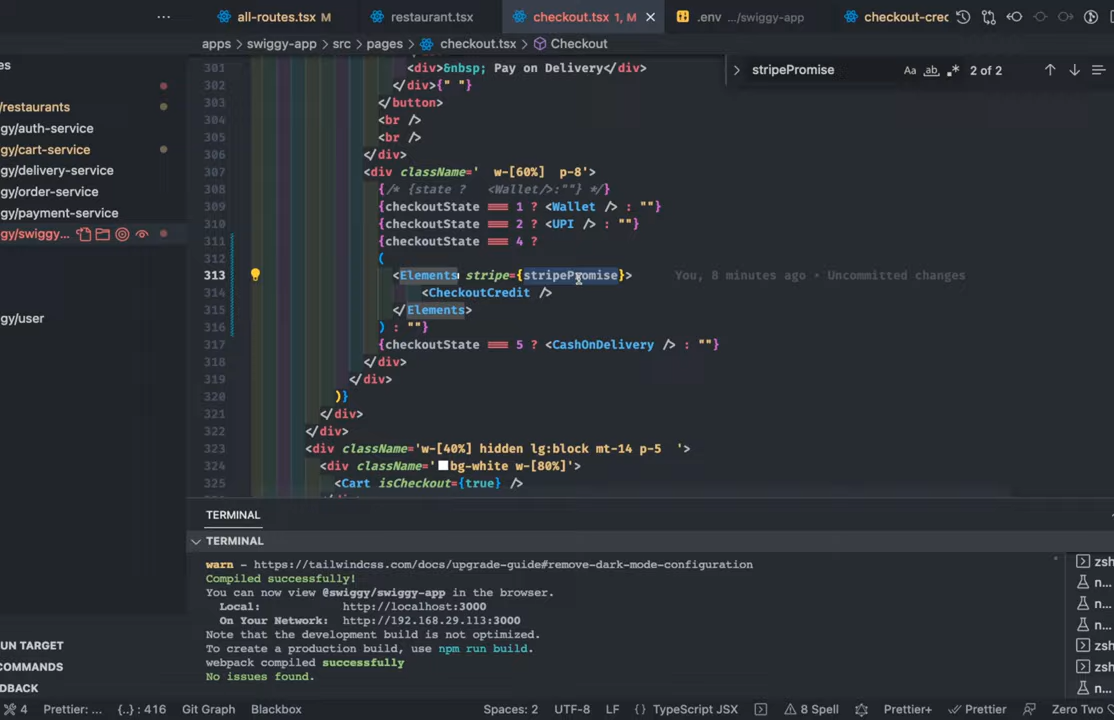 ...
all-routes.tsx M
restaurant.tsx
checkout.tsx 1, M
.env .../swiggy-app
checkout-cred
apps > swiggy-app > src > pages > checkout.tsx > Checkout
stripePromise
Aa ab .* 2 of 2
es
/restaurants
gy/auth-service
gy/cart-service
gy/delivery-service
gy/order-service
gy/payment-service
gy/swiggy...
gy/user
RUN TARGET
COMMANDS
DBACK
301 <div>&nbsp; Pay on Delivery</div>
302 </div>{" "}
303 </button>
304 <br />
305 <br />
306 </div>
307 <div className=' w-[60%] p-8'>
308 {/* {state ? <Wallet/>:""} */}
309 {checkoutState === 1 ? <Wallet /> : ""}
310 {checkoutState === 2 ? <UPI /> : ""}
311 {checkoutState === 4 ?
312 (
313 <Elements stripe={stripePromise}> You, 8 minutes ago • Uncommitted changes
314 <CheckoutCredit />
315 </Elements>
316 ) : ""}
317 {checkoutState === 5 ? <CashOnDelivery /> : ""}
318 </div>
319 </div>
320 )}
321 </div>
322 </div>
323 <div className='w-[40%] hidden lg:block mt-14 p-5 '>
324 <div className='bg-white w-[80%]'>
325 <Cart isCheckout={true} />
TERMINAL
TERMINAL
warn - https://tailwindcss.com/docs/upgrade-guide#remove-dark-mode-configuration
Compiled successfully!
You can now view @swiggy/swiggy-app in the browser.
Local: http://localhost:3000
On Your Network: http://192.168.29.113:3000
Note that the development build is not optimized.
To create a production build, use npm run build.
webpack compiled successfully
No issues found.
zsh
n...
n...
n...
zsh
zsh
n...
4 Prettier: ... {..} : 416 Git Graph Blackbox Spaces: 2 UTF-8 LF {} TypeScript JSX 8 Spell Prettier+ Prettier Zero Two